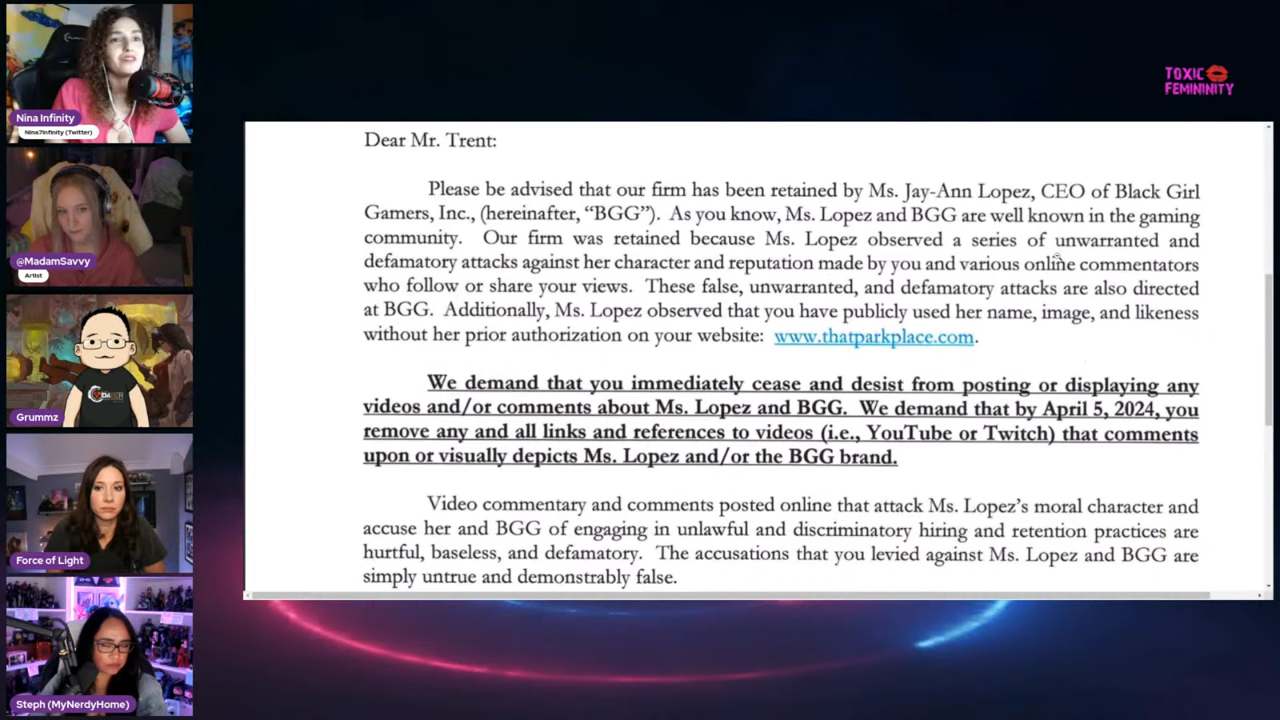 Nina Infinity
Nina7Infinity (Twitter)
@MadamSavvy
Artist
Grummz
Force of Light
Steph (MyNerdyHome)
TOXIC
FEMININITY
Dear Mr. Trent:
Please be advised that our firm has been retained by Ms. Jay-Ann Lopez, CEO of Black Girl
Gamers, Inc., (hereinafter, “BGG”). As you know, Ms. Lopez and BGG are well known in the gaming
community. Our firm was retained because Ms. Lopez observed a series of unwarranted and
defamatory attacks against her character and reputation made by you and various online commentators
who follow or share your views. These false, unwarranted, and defamatory attacks are also directed
at BGG. Additionally, Ms. Lopez observed that you have publicly used her name, image, and likeness
without her prior authorization on your website: www.thatparkplace.com.
We demand that you immediately cease and desist from posting or displaying any
videos and/or comments about Ms. Lopez and BGG. We demand that by April 5, 2024, you
remove any and all links and references to videos (i.e., YouTube or Twitch) that comments
upon or visually depicts Ms. Lopez and/or the BGG brand.
Video commentary and comments posted online that attack Ms. Lopez’s moral character and
accuse her and BGG of engaging in unlawful and discriminatory hiring and retention practices are
hurtful, baseless, and defamatory. The accusations that you levied against Ms. Lopez and BGG are
simply untrue and demonstrably false.